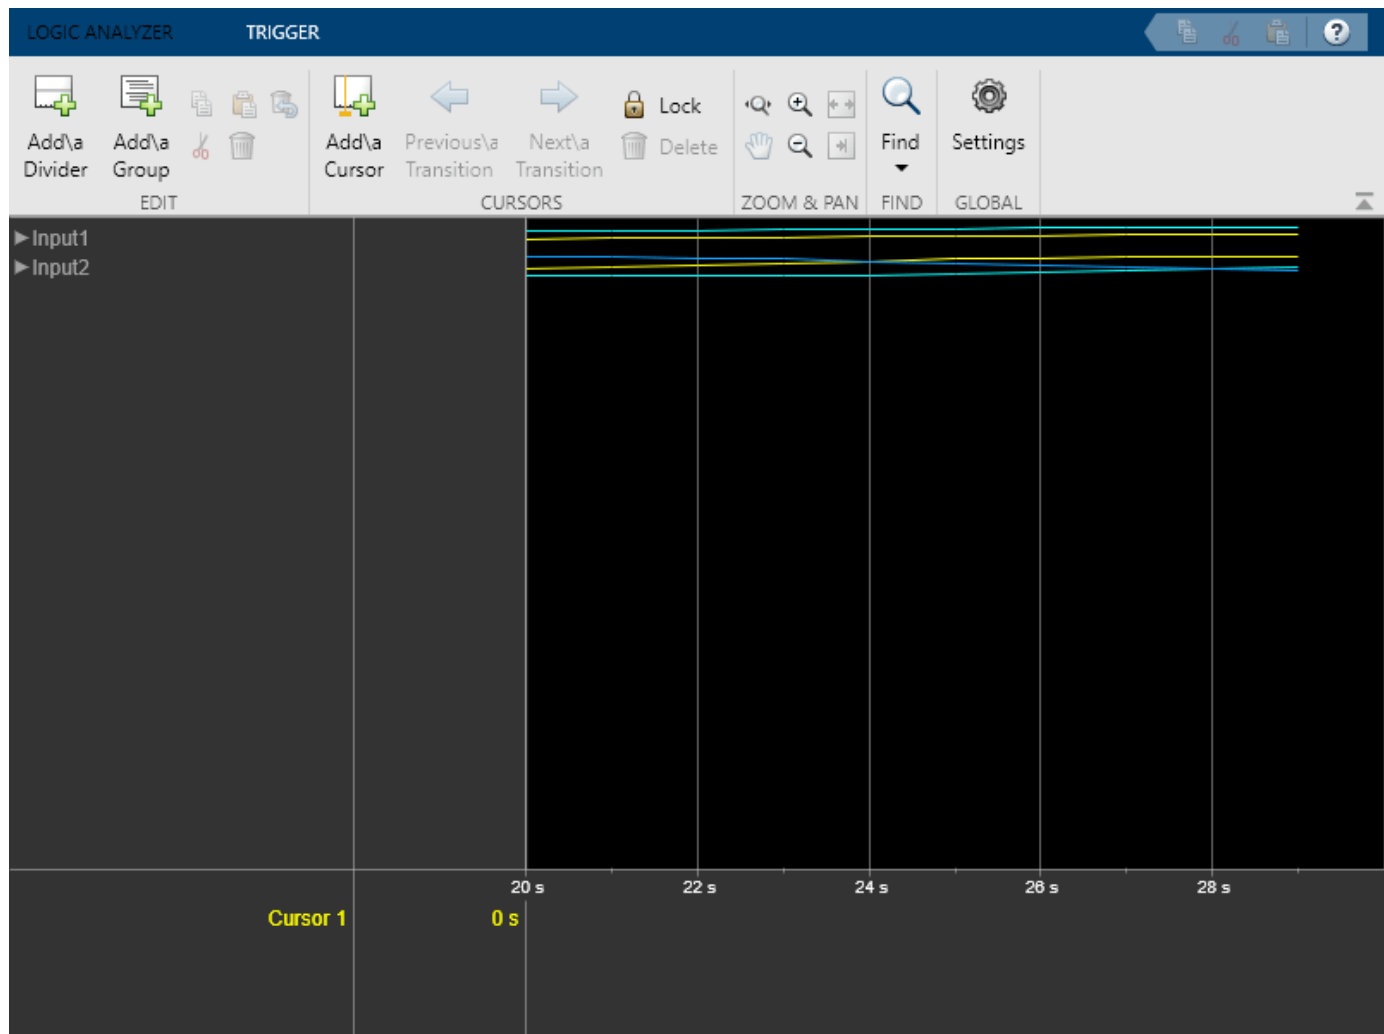 LOGIC ANALYZER TRIGGER
?
Add\a Divider
Add\a Group
EDIT
Add\a Cursor
Previous\a Transition
Next\a Transition
Lock
Delete
CURSORS
ZOOM & PAN
Find
FIND
Settings
GLOBAL
Input1
Input2
20 s 22 s 24 s 26 s 28 s
Cursor 1 0 s